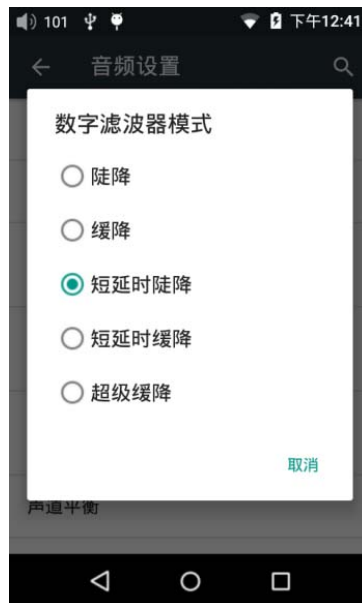 101 下午12:41
音频设置
数字滤波器模式
陡降
缓降
短延时陡降
短延时缓降
超级缓降
取消
声道平衡